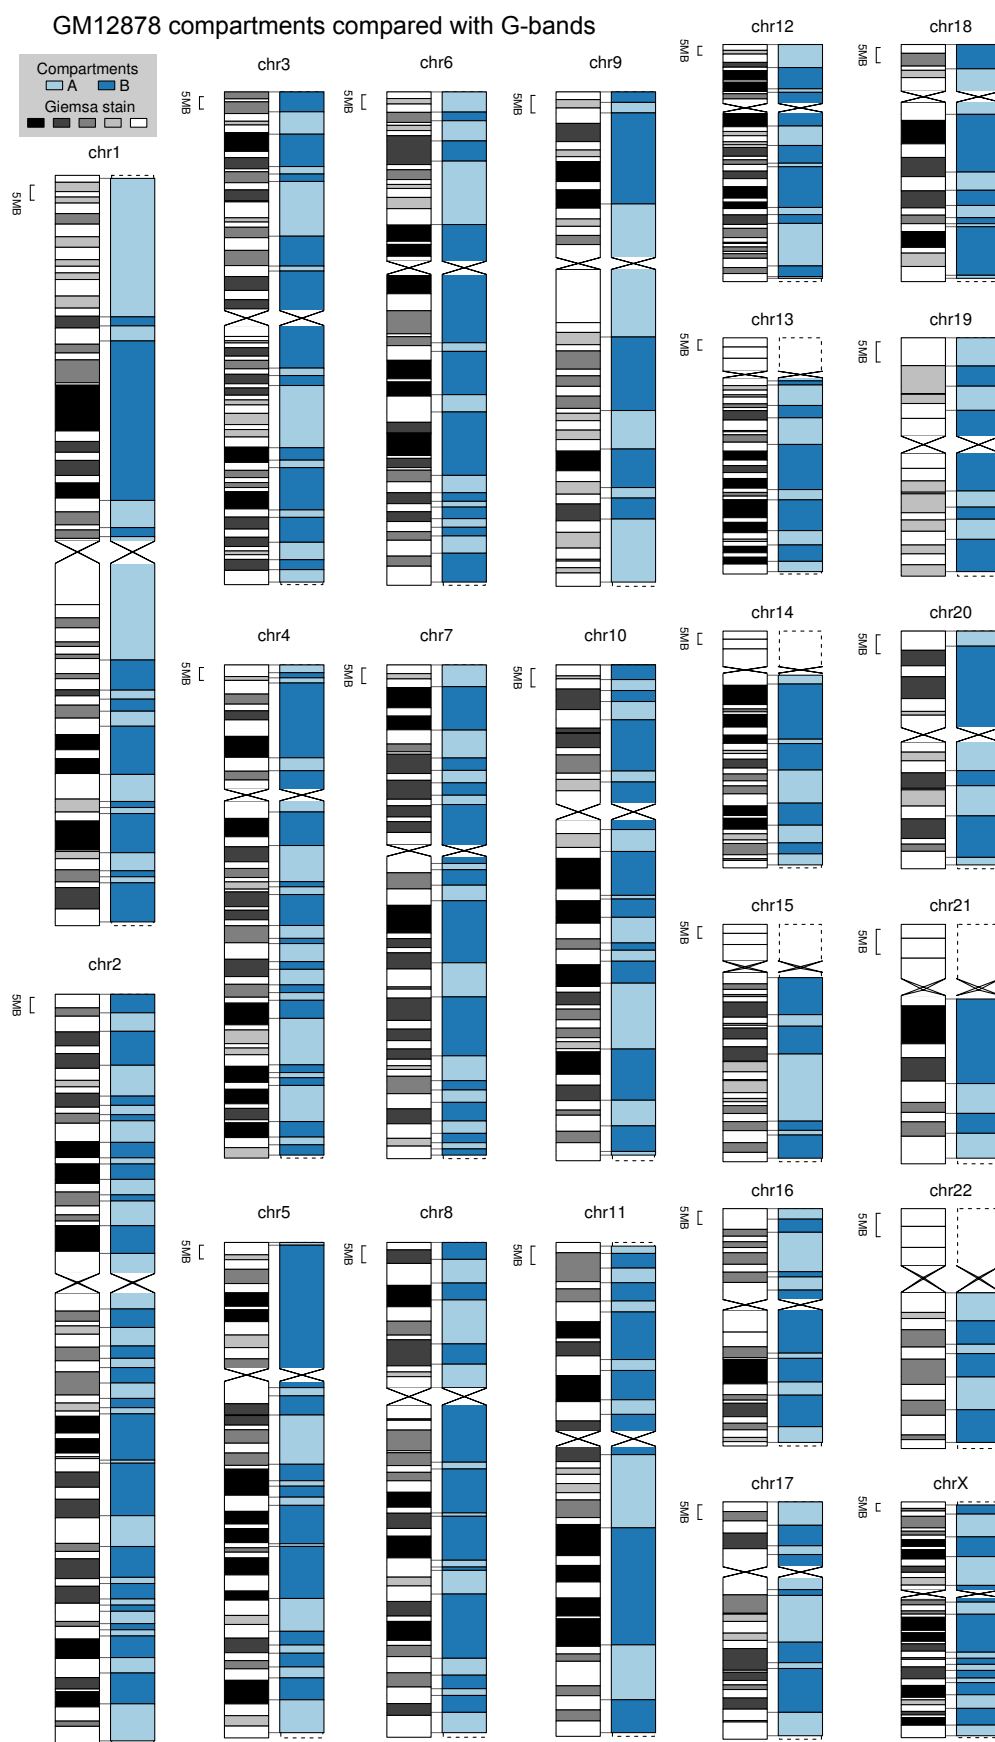 GM12878 compartments compared with G-bands
Compartments
A B
Giemsa stain
chr1
5MB
chr2
5MB
chr3
5MB
chr4
5MB
chr5
5MB
chr6
5MB
chr7
5MB
chr8
5MB
chr9
5MB
chr10
5MB
chr11
5MB
chr12
5MB
chr13
5MB
chr14
5MB
chr15
5MB
chr16
5MB
chr17
5MB
chr18
5MB
chr19
5MB
chr20
5MB
chr21
5MB
chr22
5MB
chrX
5MB